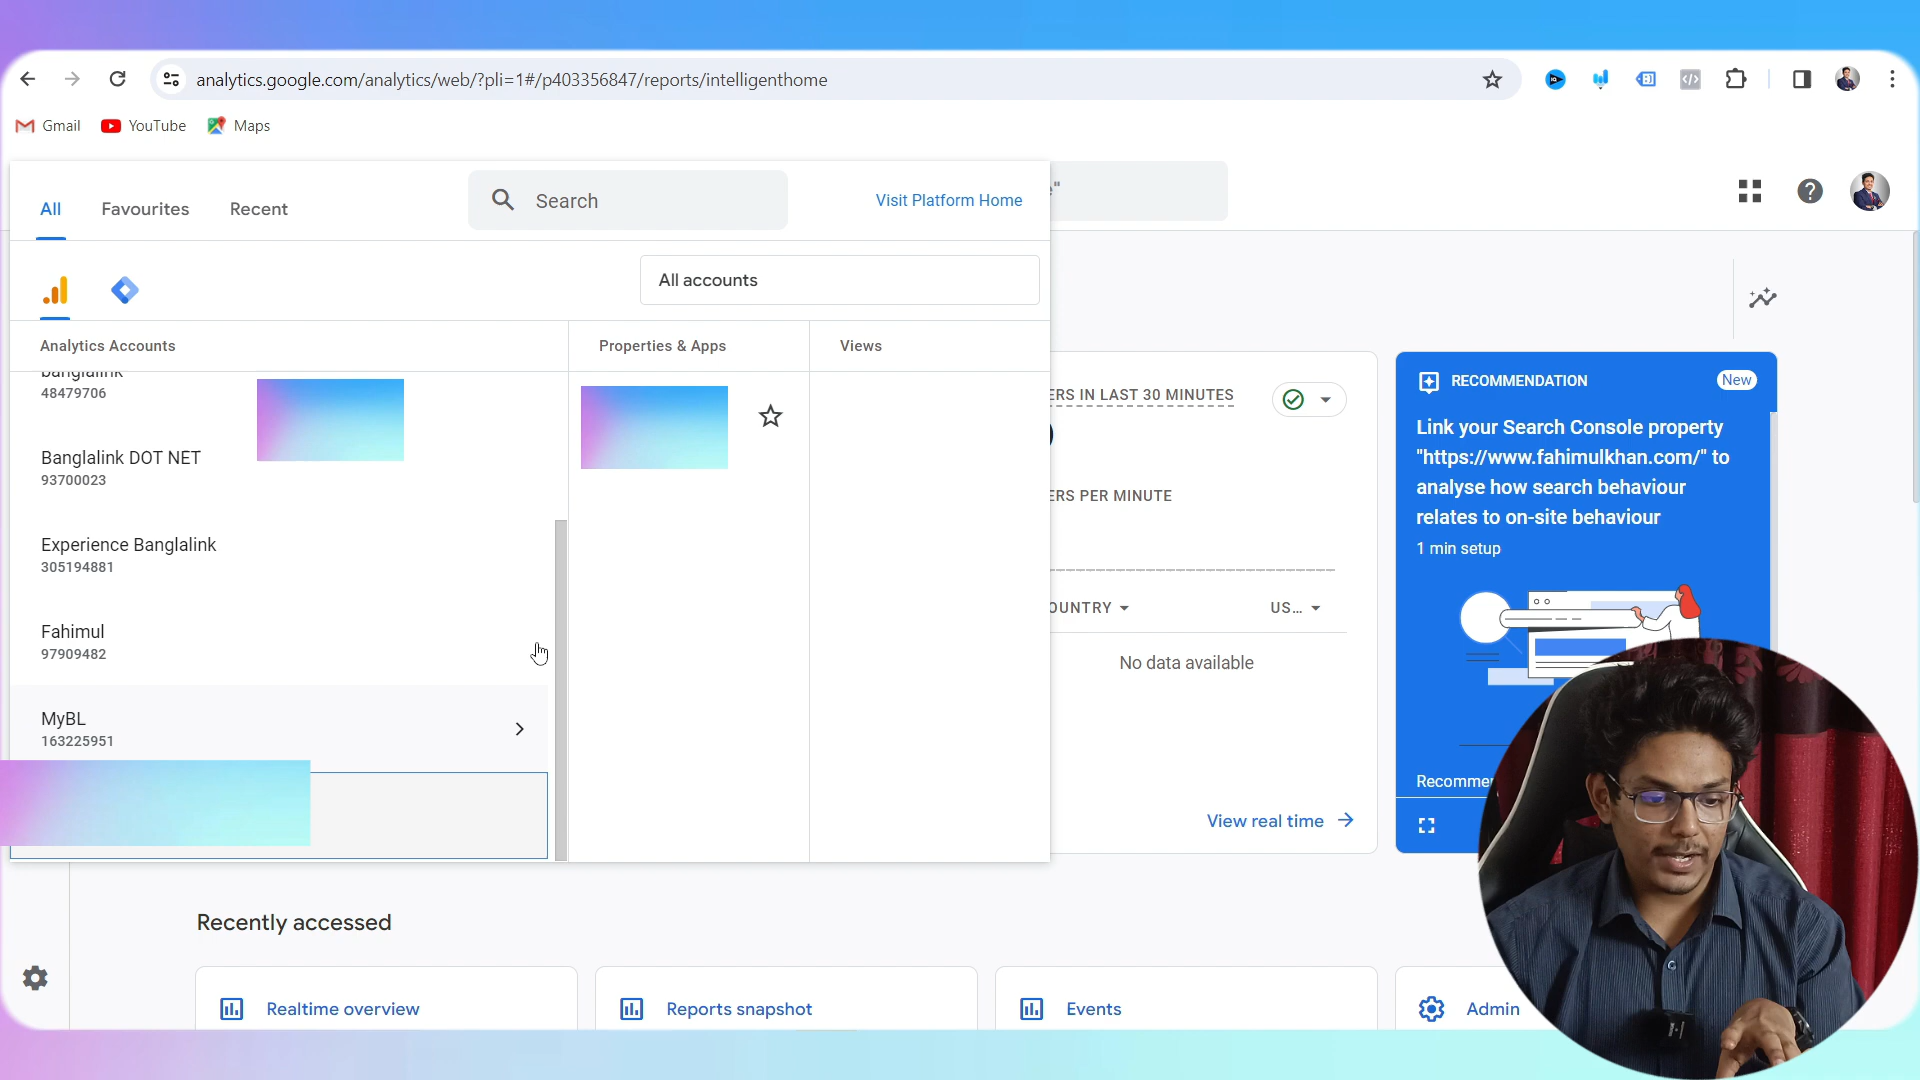 analytics.google.com/analytics/web/?pli=1#/p403356847/reports/intelligenthome
Gmail YouTube Maps
All Favourites Recent
Search
Visit Platform Home
e"
All accounts
Analytics Accounts
Properties & Apps
Views
banglalink
48479706
Banglalink DOT NET
93700023
Experience Banglalink
305194881
Fahimul
97909482
MyBL
163225951
ERS IN LAST 30 MINUTES
ERS PER MINUTE
OUNTRY
US...
No data available
View real time
RECOMMENDATION
New
Link your Search Console property
"https://www.fahimulkhan.com/" to
analyse how search behaviour
relates to on-site behaviour
1 min setup
Recomme
Recently accessed
Realtime overview
Reports snapshot
Events
Admin